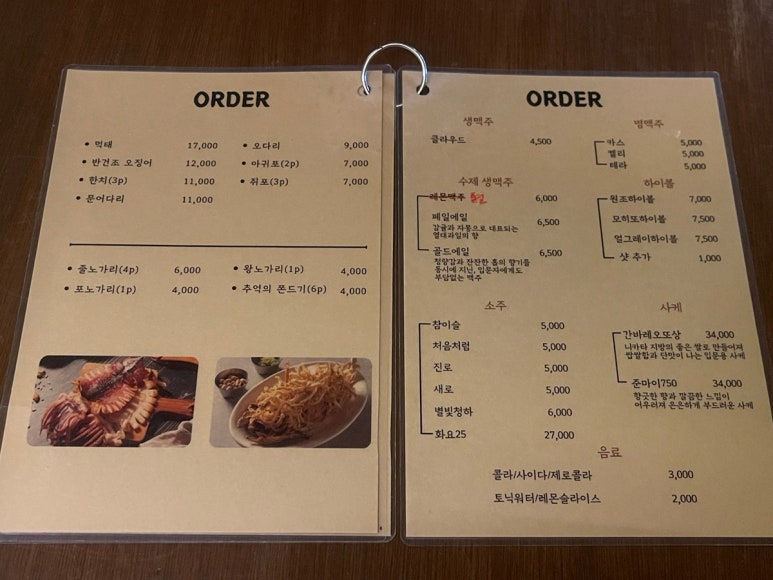 ORDER
• 먹태 17,000
• 오다리 9,000
• 반건조 오징어 12,000
• 아귀포(2p) 7,000
• 한치(3p) 11,000
• 쥐포(3p) 7,000
• 문어다리 11,000
• 줄노가리(4p) 6,000
• 왕노가리(1p) 4,000
• 포노가리(1p) 4,000
• 추억의 쫀드기(6p) 4,000
ORDER
생맥주
클라우드 4,500
병맥주
카스 5,000
켈리 5,000
테라 5,000
수제 생맥주
레몬맥주 품절 6,000
페일에일 6,500
감귤과 자몽으로 대표되는
열대과일의 향
골드에일 6,500
청량감과 잔잔한 홉의 향기를
동시에 지닌, 입문자에게도
부담없는 맥주
하이볼
원조하이볼 7,000
모히또하이볼 7,500
얼그레이하이볼 7,500
샷 추가 1,000
소주
참이슬 5,000
처음처럼 5,000
진로 5,000
새로 5,000
별빛청하 6,000
화요25 27,000
사케
간바레오또상 34,000
니카타 지방의 좋은 쌀로 만들어져
쌉쌀함과 단맛이 나는 입문용 사케
준마이750 34,000
향긋한 향과 깔끔한 느낌이
어우러져 은은하게 부드러운 사케
음료
콜라/사이다/제로콜라 3,000
토닉워터/레몬슬라이스 2,000